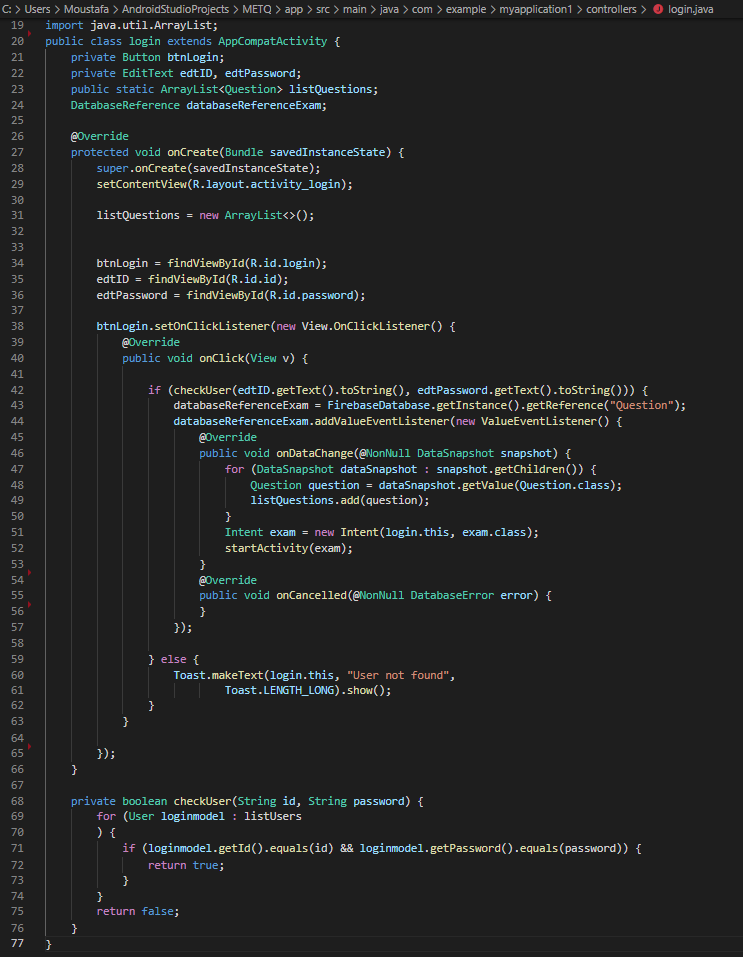 C: > Users > Moustafa > AndroidStudioProjects > METQ > app > src > main > java > com > example > myapplication1 > controllers > login.java
19 import java.util.ArrayList;
20 public class login extends AppCompatActivity {
21     private Button btnLogin;
22     private EditText edtID, edtPassword;
23     public static ArrayList<Question> listQuestions;
24     DatabaseReference databaseReferenceExam;
25
26     @Override
27     protected void onCreate(Bundle savedInstanceState) {
28         super.onCreate(savedInstanceState);
29         setContentView(R.layout.activity_login);
30
31         listQuestions = new ArrayList<>();
32
33
34         btnLogin = findViewById(R.id.login);
35         edtID = findViewById(R.id.id);
36         edtPassword = findViewById(R.id.password);
37
38         btnLogin.setOnClickListener(new View.OnClickListener() {
39             @Override
40             public void onClick(View v) {
41
42                 if (checkUser(edtID.getText().toString(), edtPassword.getText().toString())) {
43                     databaseReferenceExam = FirebaseDatabase.getInstance().getReference("Question");
44                     databaseReferenceExam.addValueEventListener(new ValueEventListener() {
45                         @Override
46                         public void onDataChange(@NonNull DataSnapshot snapshot) {
47                             for (DataSnapshot dataSnapshot : snapshot.getChildren()) {
48                                 Question question = dataSnapshot.getValue(Question.class);
49                                 listQuestions.add(question);
50                             }
51                             Intent exam = new Intent(login.this, exam.class);
52                             startActivity(exam);
53                         }
54                         @Override
55                         public void onCancelled(@NonNull DatabaseError error) {
56                         }
57                     });
58
59                 } else {
60                     Toast.makeText(login.this, "User not found",
61                             Toast.LENGTH_LONG).show();
62                 }
63             }
64
65         });
66     }
67
68     private boolean checkUser(String id, String password) {
69         for (User loginmodel : listUsers
70         ) {
71             if (loginmodel.getId().equals(id) && loginmodel.getPassword().equals(password)) {
72                 return true;
73             }
74         }
75         return false;
76     }
77 }